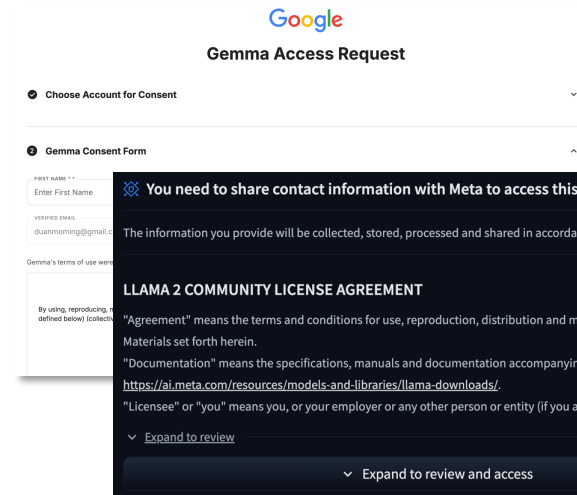 Google
Gemma Access Request
Choose Account for Consent
2 Gemma Consent Form
FIRST NAME * *
Enter First Name
VERIFIED EMAIL
duanmoming@gmail.c
Gemma's terms of use were
By using, reproducing, m
defined below) (collectiv
You need to share contact information with Meta to access this
The information you provide will be collected, stored, processed and shared in accorda
LLAMA 2 COMMUNITY LICENSE AGREEMENT
"Agreement" means the terms and conditions for use, reproduction, distribution and m
Materials set forth herein.
"Documentation" means the specifications, manuals and documentation accompanyin
https://ai.meta.com/resources/models-and-libraries/llama-downloads/.
"Licensee" or "you" means you, or your employer or any other person or entity (if you a
Expand to review
Expand to review and access